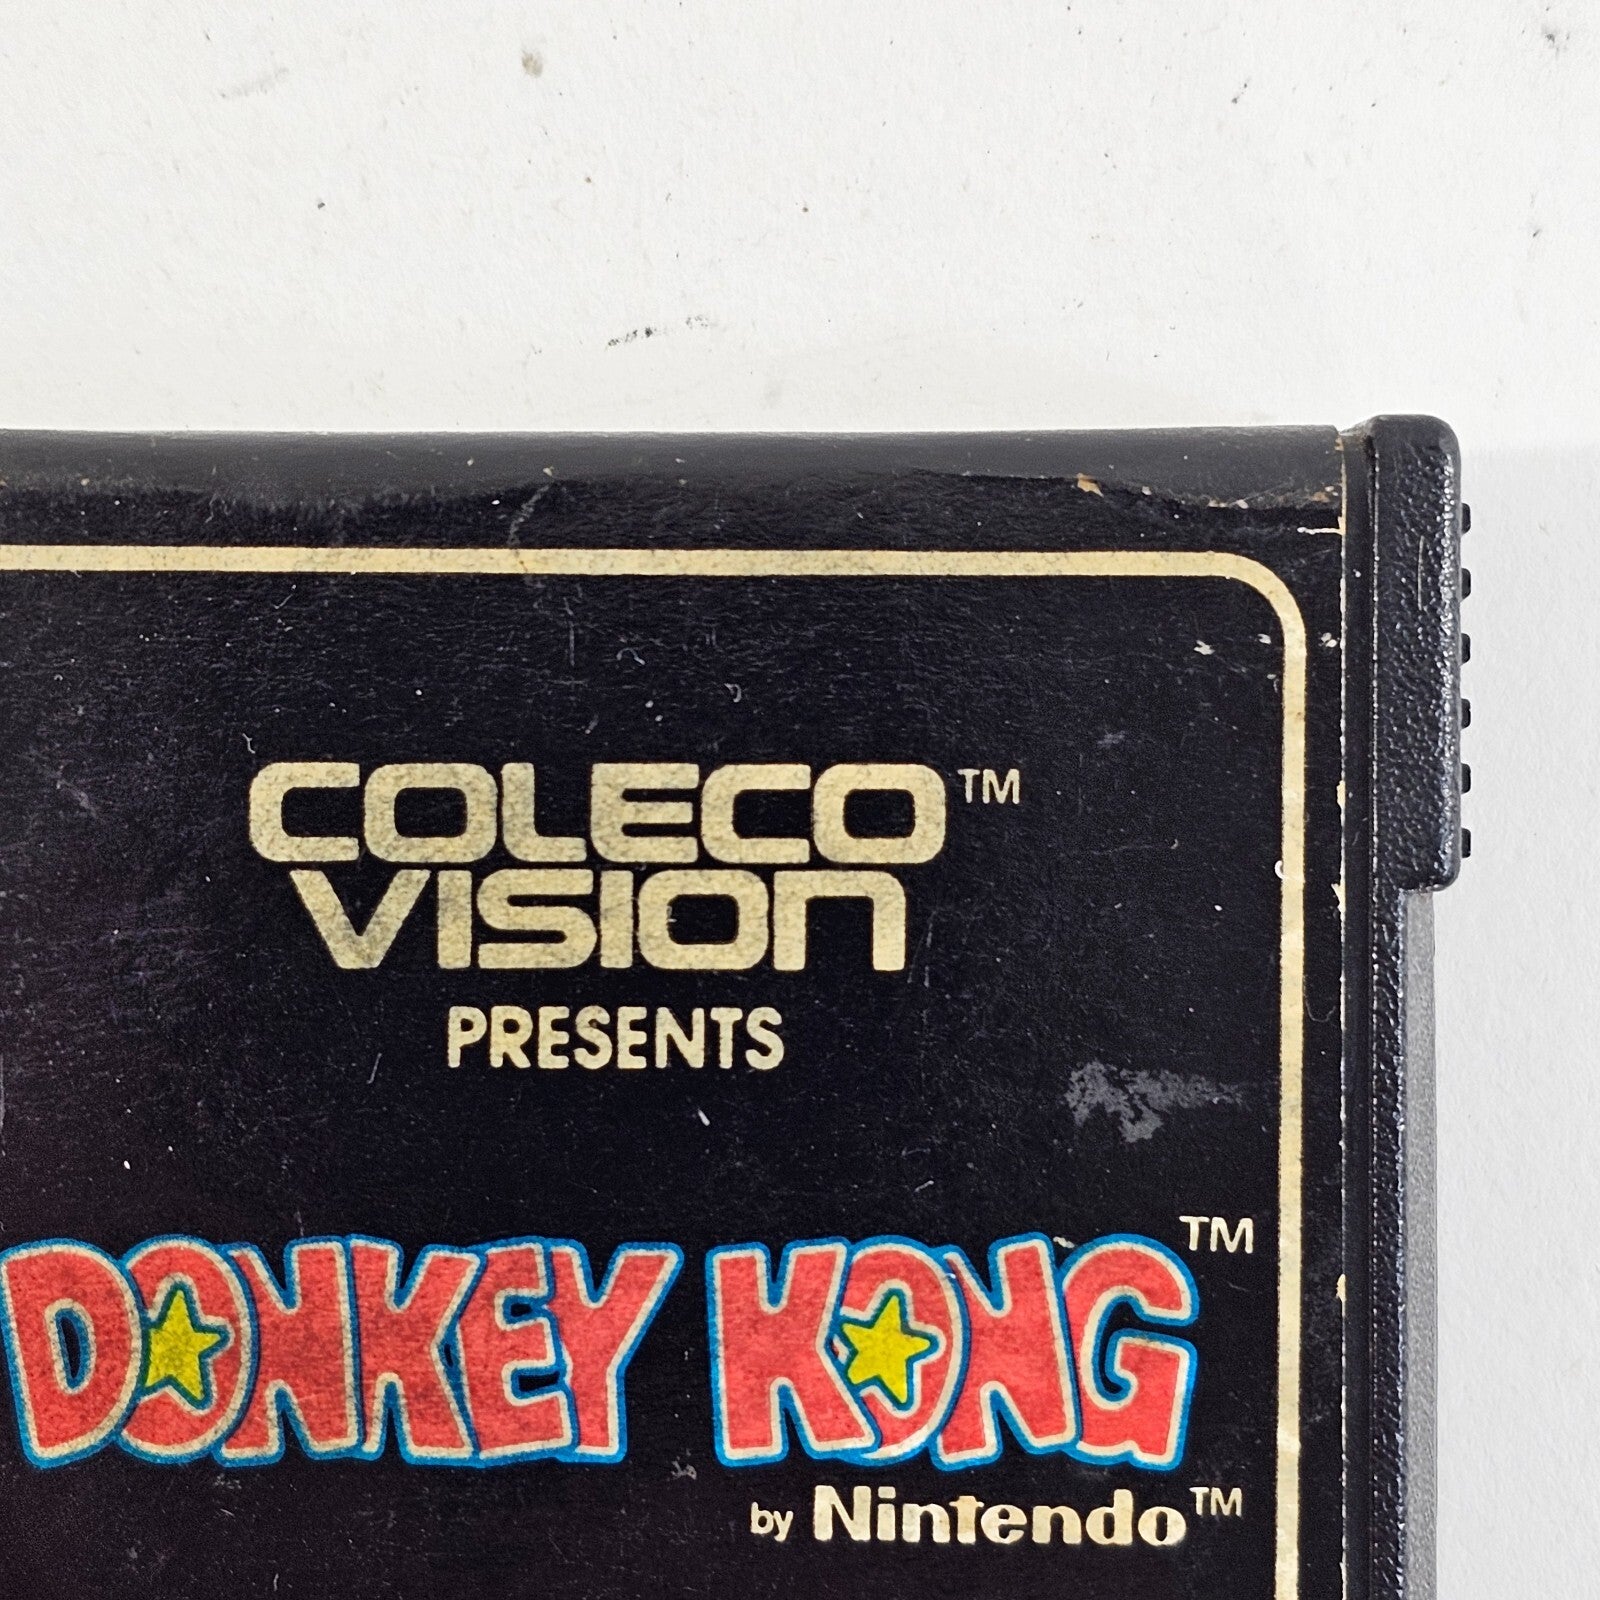 COLECO™
VISION
PRESENTS
DONKEY KONG™
by Nintendo™